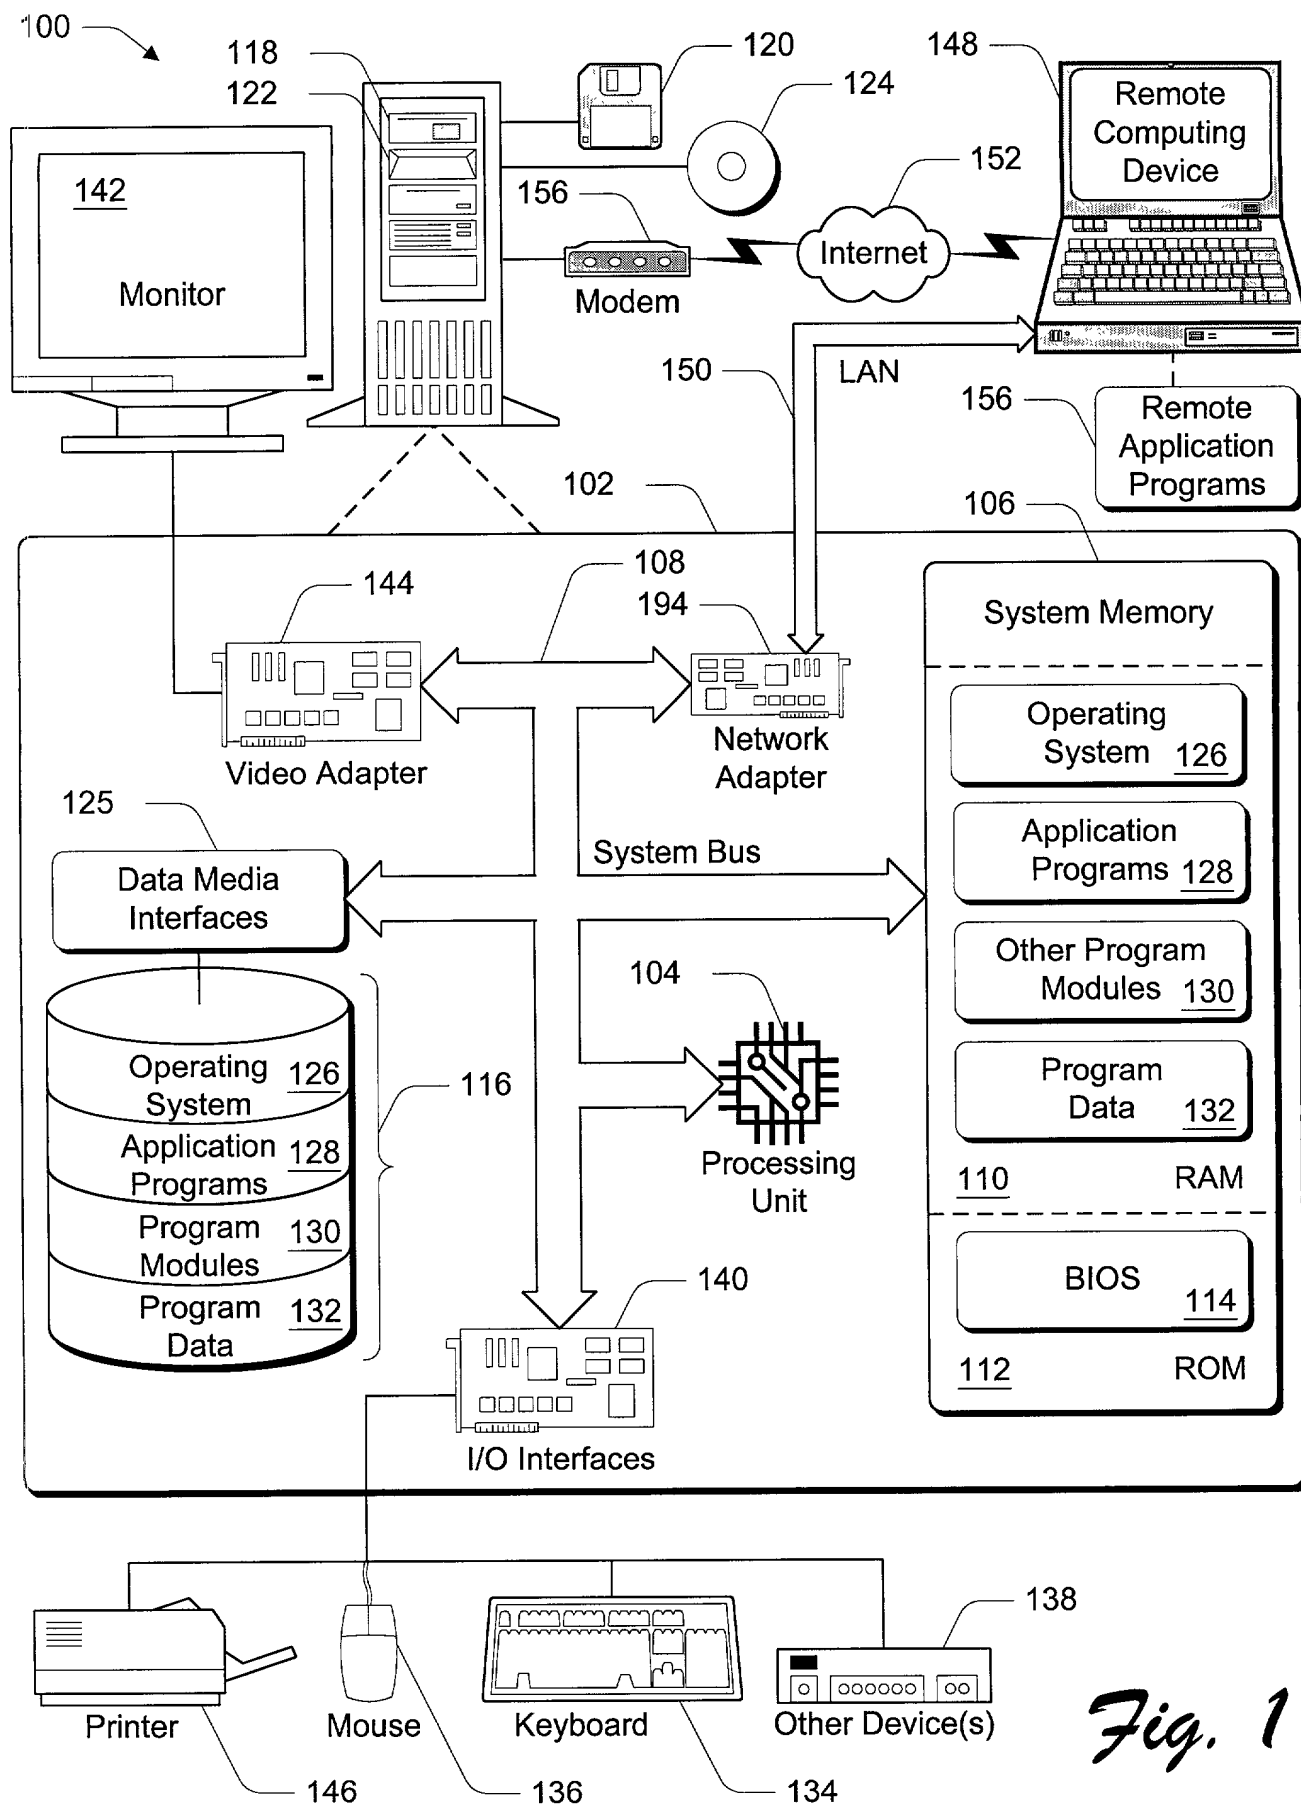 100
118
122
120
124
148
Remote
Computing
Device
142
Monitor
156
Modem
152
Internet
150
LAN
156
Remote
Application
Programs
102
106
108
144
194
System Memory
Operating
System 126
Network
Adapter
Video Adapter
125
Application
Programs 128
System Bus
Data Media
Interfaces
Other Program
Modules 130
104
Program
Data 132
Operating
System 126
116
Application
Programs 128
Processing
Unit
110 RAM
Program
Modules 130
140
BIOS
114
Program
Data 132
112 ROM
I/O Interfaces
138
Printer
Mouse
Keyboard
Other Device(s)
146
136
134
Fig. 1